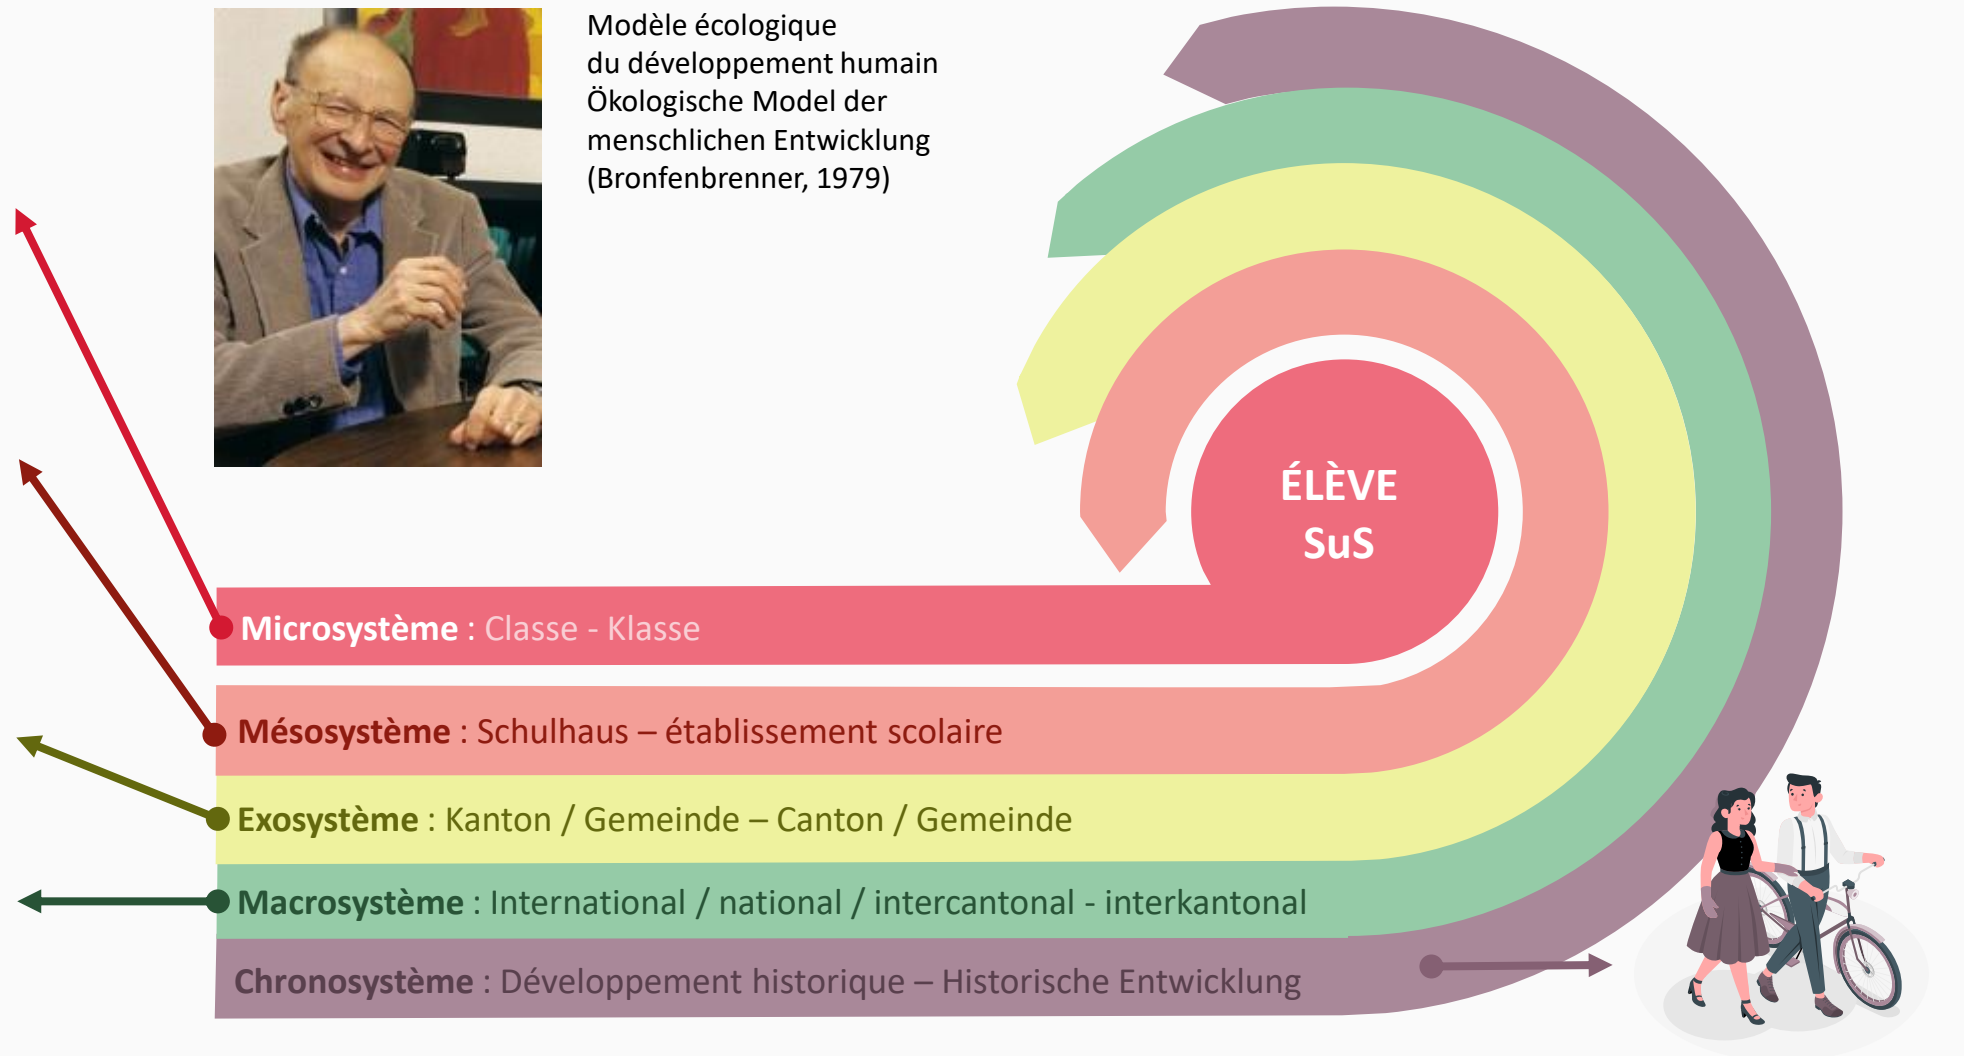 Modèle écologique
du développement humain
Ökologische Model der
menschlichen Entwicklung
(Bronfenbrenner, 1979)
ÉLÈVE
SuS
Microsystème : Classe - Klasse
Mésosystème : Schulhaus – établissement scolaire
Exosystème : Kanton / Gemeinde – Canton / Gemeinde
Macrosystème : International / national / intercantonal - interkantonal
Chronosystème : Développement historique – Historische Entwicklung